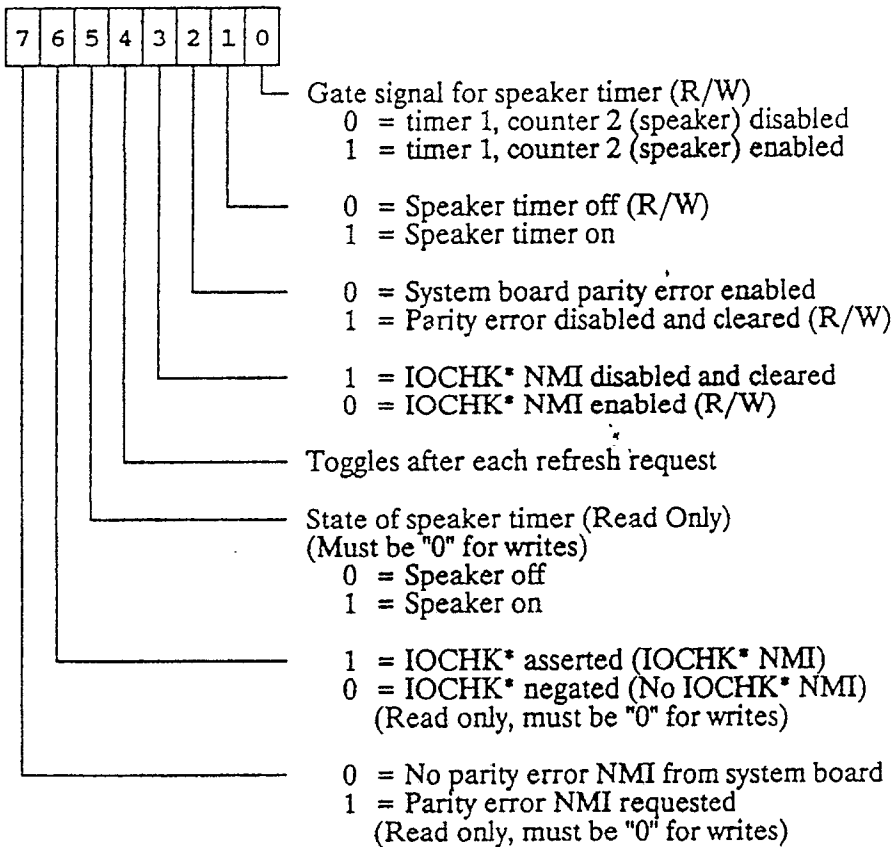 7 6 5 4 3 2 1 0
Gate signal for speaker timer (R/W)
0 = timer 1, counter 2 (speaker) disabled
1 = timer 1, counter 2 (speaker) enabled
0 = Speaker timer off (R/W)
1 = Speaker timer on
0 = System board parity error enabled
1 = Parity error disabled and cleared (R/W)
1 = IOCHK* NMI disabled and cleared
0 = IOCHK* NMI enabled (R/W)
Toggles after each refresh request
State of speaker timer (Read Only)
(Must be "0" for writes)
0 = Speaker off
1 = Speaker on
1 = IOCHK* asserted (IOCHK* NMI)
0 = IOCHK* negated (No IOCHK* NMI)
(Read only, must be "0" for writes)
0 = No parity error NMI from system board
1 = Parity error NMI requested
(Read only, must be "0" for writes)